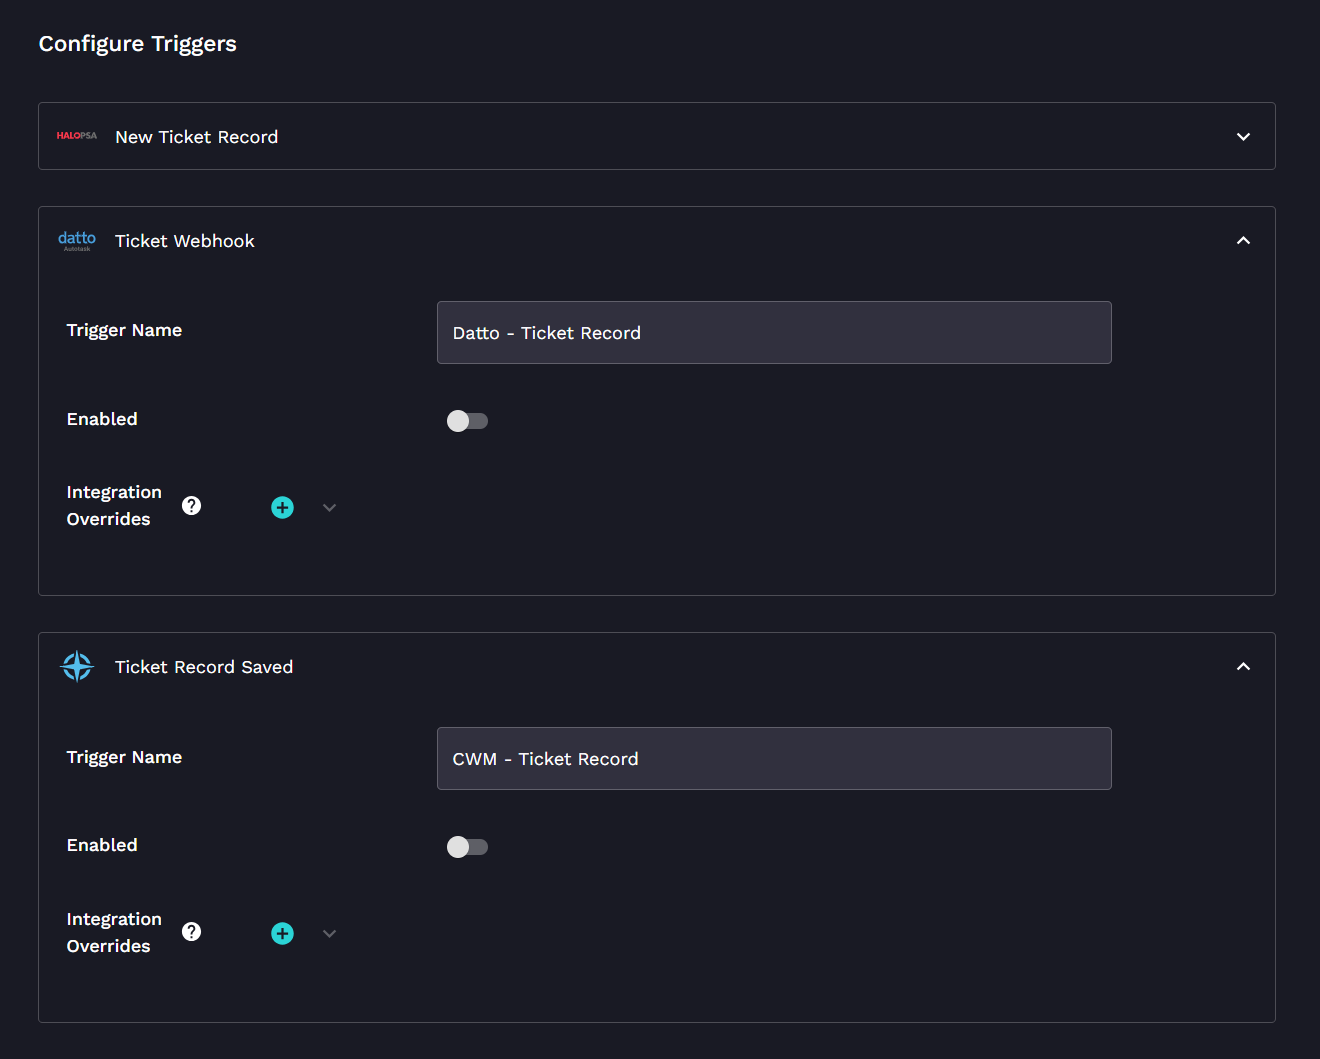 Configure Triggers
HALOPSA New Ticket Record
datto
Autotask
Ticket Webhook
Trigger Name
Datto - Ticket Record
Enabled
Integration
Overrides
?
Ticket Record Saved
Trigger Name
CWM - Ticket Record
Enabled
Integration
Overrides
?